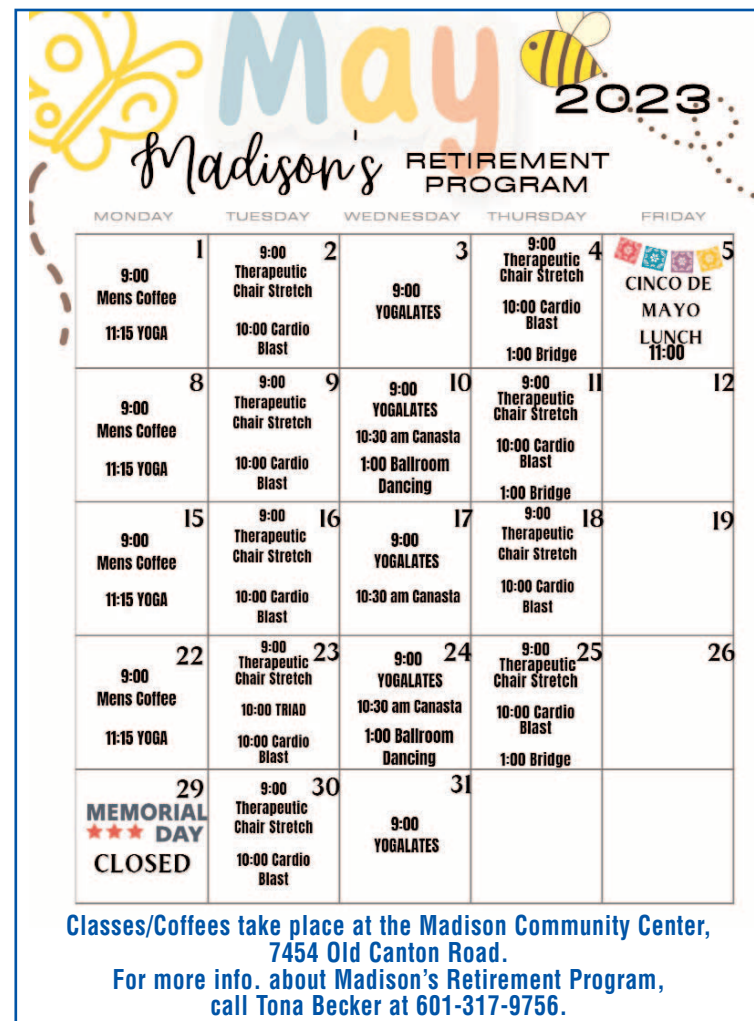 May
2023
Madison's
RETIREMENT
PROGRAM
MONDAY TUESDAY WEDNESDAY THURSDAY FRIDAY
1
9:00
Mens Coffee
11:15 YOGA
2
9:00
Therapeutic
Chair Stretch
10:00 Cardio
Blast
3
9:00
YOGALATES
4
9:00
Therapeutic
Chair Stretch
10:00 Cardio
Blast
1:00 Bridge
5
CINCO DE
MAYO
LUNCH
11:00
8
9:00
Mens Coffee
11:15 YOGA
9
9:00
Therapeutic
Chair Stretch
10:00 Cardio
Blast
10
9:00
YOGALATES
10:30 am Canasta
1:00 Ballroom
Dancing
11
9:00
Therapeutic
Chair Stretch
10:00 Cardio
Blast
1:00 Bridge
12
15
9:00
Mens Coffee
11:15 YOGA
16
9:00
Therapeutic
Chair Stretch
10:00 Cardio
Blast
17
9:00
YOGALATES
10:30 am Canasta
18
9:00
Therapeutic
Chair Stretch
10:00 Cardio
Blast
19
22
9:00
Mens Coffee
11:15 YOGA
23
9:00
Therapeutic
Chair Stretch
10:00 TRIAD
10:00 Cardio
Blast
24
9:00
YOGALATES
10:30 am Canasta
1:00 Ballroom
Dancing
25
9:00
Therapeutic
Chair Stretch
10:00 Cardio
Blast
1:00 Bridge
26
29
MEMORIAL
DAY
CLOSED
30
9:00
Therapeutic
Chair Stretch
10:00 Cardio
Blast
31
9:00
YOGALATES
Classes/Coffees take place at the Madison Community Center,
7454 Old Canton Road.
For more info. about Madison's Retirement Program,
call Tona Becker at 601-317-9756.